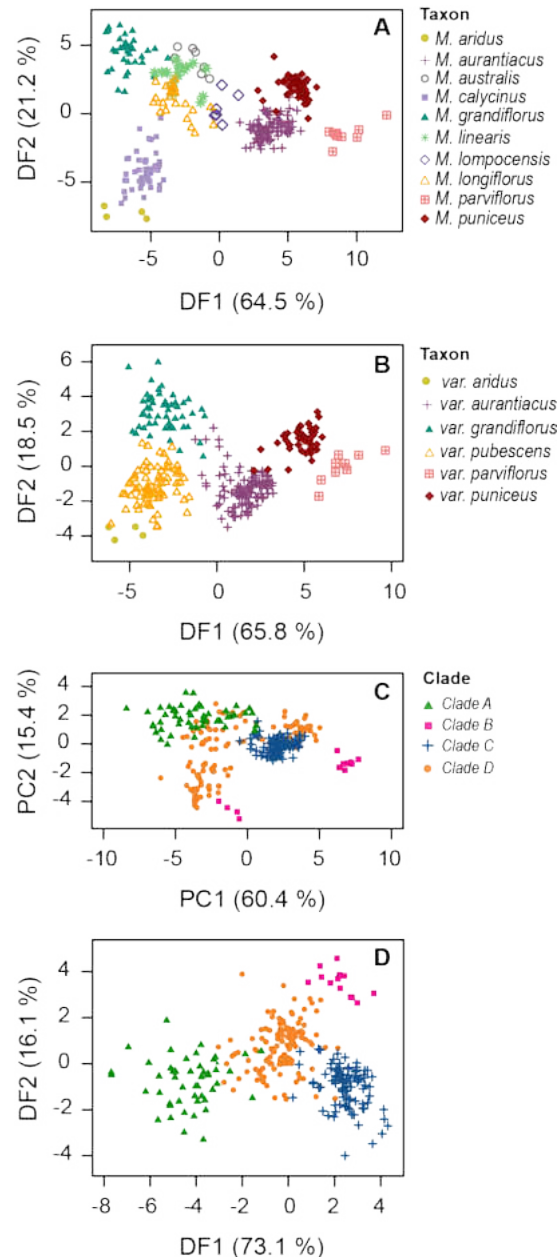 A
5
0
-5
DF2 (21.2 %)
-5 0 5 10
DF1 (64.5 %)
Taxon
M. aridus
M. aurantiacus
M. australis
M. calycinus
M. grandiflorus
M. linearis
M. lompocensis
M. longiflorus
M. parviflorus
M. puniceus
B
6
4
2
0
-2
-4
DF2 (18.5 %)
-5 0 5 10
DF1 (65.8 %)
Taxon
var. aridus
var. aurantiacus
var. grandiflorus
var. pubescens
var. parviflorus
var. puniceus
C
4
2
0
-2
-4
PC2 (15.4 %)
-10 -5 0 5 10
PC1 (60.4 %)
Clade
Clade A
Clade B
Clade C
Clade D
D
4
2
0
-2
-4
DF2 (16.1 %)
-8 -6 -4 -2 0 2 4
DF1 (73.1 %)